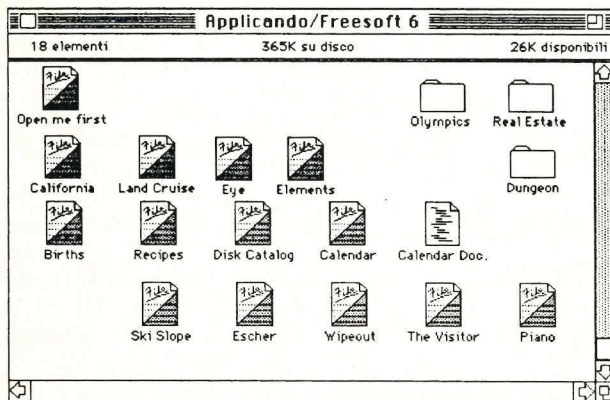 Applicando/Freesoft 6
18 elementi 365K su disco 26K disponibili
Open me first Olympics Real Estate
California Land Cruise Eye Elements Dungeon
Births Recipes Disk Catalog Calendar Calendar Doc.
Ski Slope Escher Wipeout The Visitor Piano